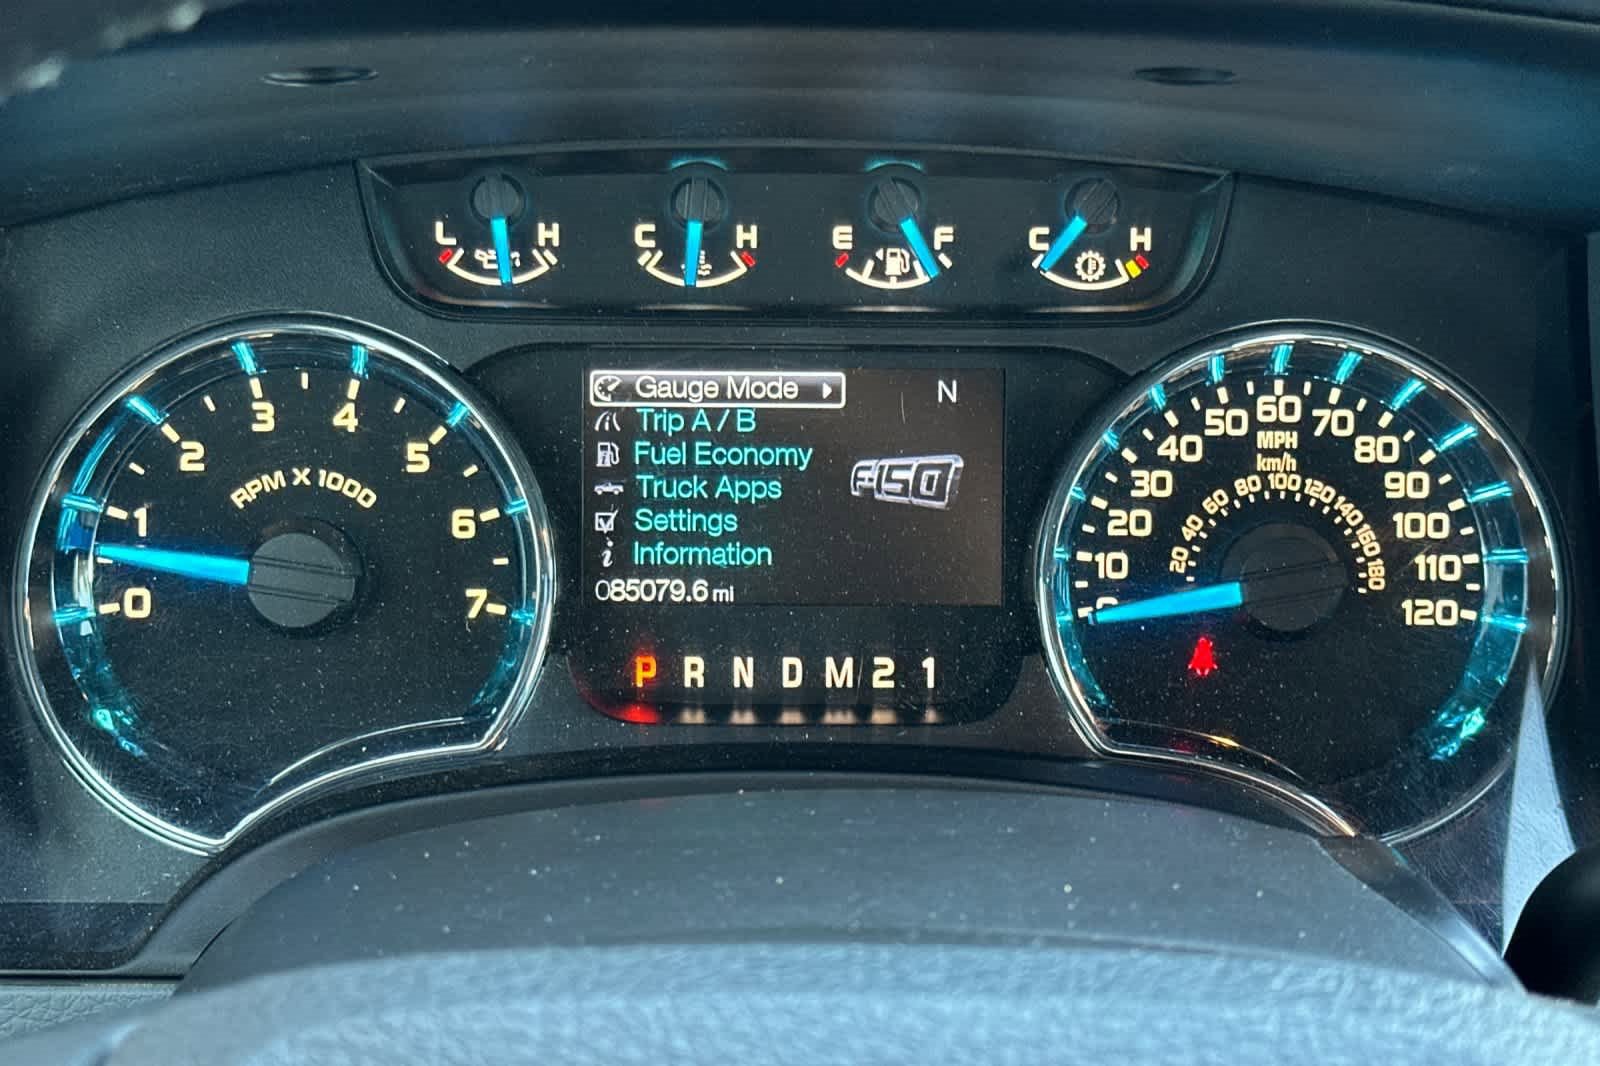 L H
C H
E F
C H
Gauge Mode
N
Trip A / B
Fuel Economy
Truck Apps
Settings
Information
085079.6 mi
F-150
P R N D M 2 1
0 1 2 3 4 5 6 7
RPM X 1000
0 10 20 30 40 50 60 70 80 90 100 110 120
MPH
km/h
20 40 60 80 100 120 140 160 180